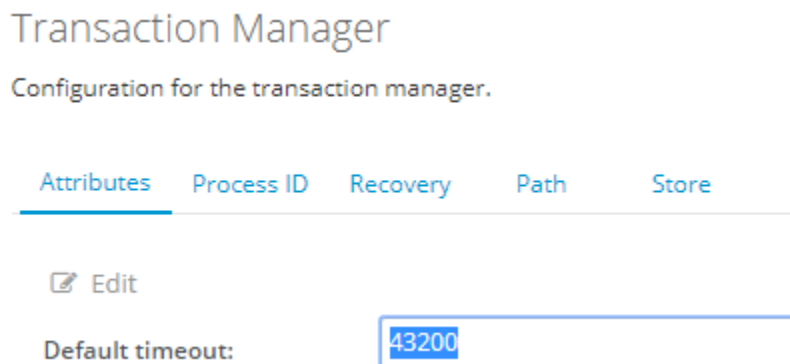 Transaction Manager
Configuration for the transaction manager.
Attributes Process ID Recovery Path Store
Edit
Default timeout: 43200